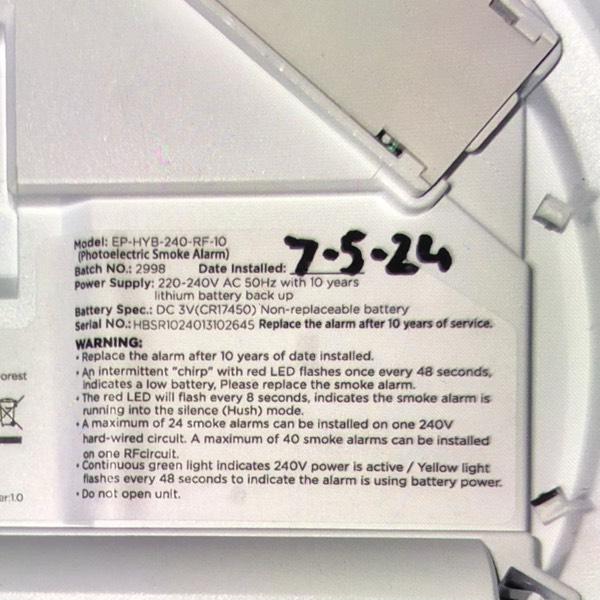 Model: EP-HYB-240-RF-10
(Photoelectric Smoke Alarm)
Batch NO.: 2998 Date Installed: 7-5-24
Power Supply: 220-240V AC 50Hz with 10 years
lithium battery back up
Battery Spec.: DC 3V(CR17450) Non-replaceable battery
Serial NO.: HBSR1024013102645 Replace the alarm after 10 years of service.
WARNING:
• Replace the alarm after 10 years of date installed.
• An intermittent "chirp" with red LED flashes once every 48 seconds,
indicates a low battery, Please replace the smoke alarm.
• The red LED will flash every 8 seconds, indicates the smoke alarm is
running into the silence (Hush) mode.
• A maximum of 24 smoke alarms can be installed on one 240V
hard-wired circuit. A maximum of 40 smoke alarms can be installed
on one RFcircuit.
• Continuous green light indicates 240V power is active / Yellow light
flashes every 48 seconds to indicate the alarm is using battery power.
• Do not open unit.
orest
er:1.0